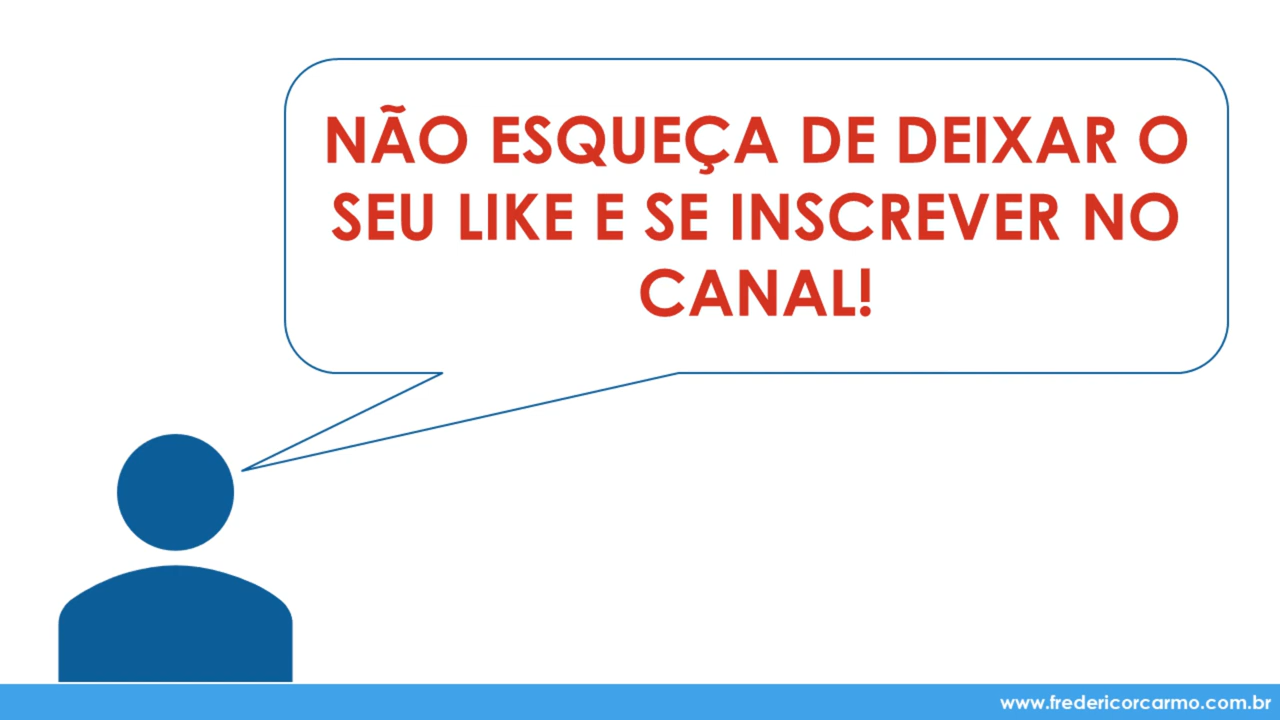 NÃO ESQUEÇA DE DEIXAR O
SEU LIKE E SE INSCREVER NO
CANAL!
www.fredericorcarmo.com.br